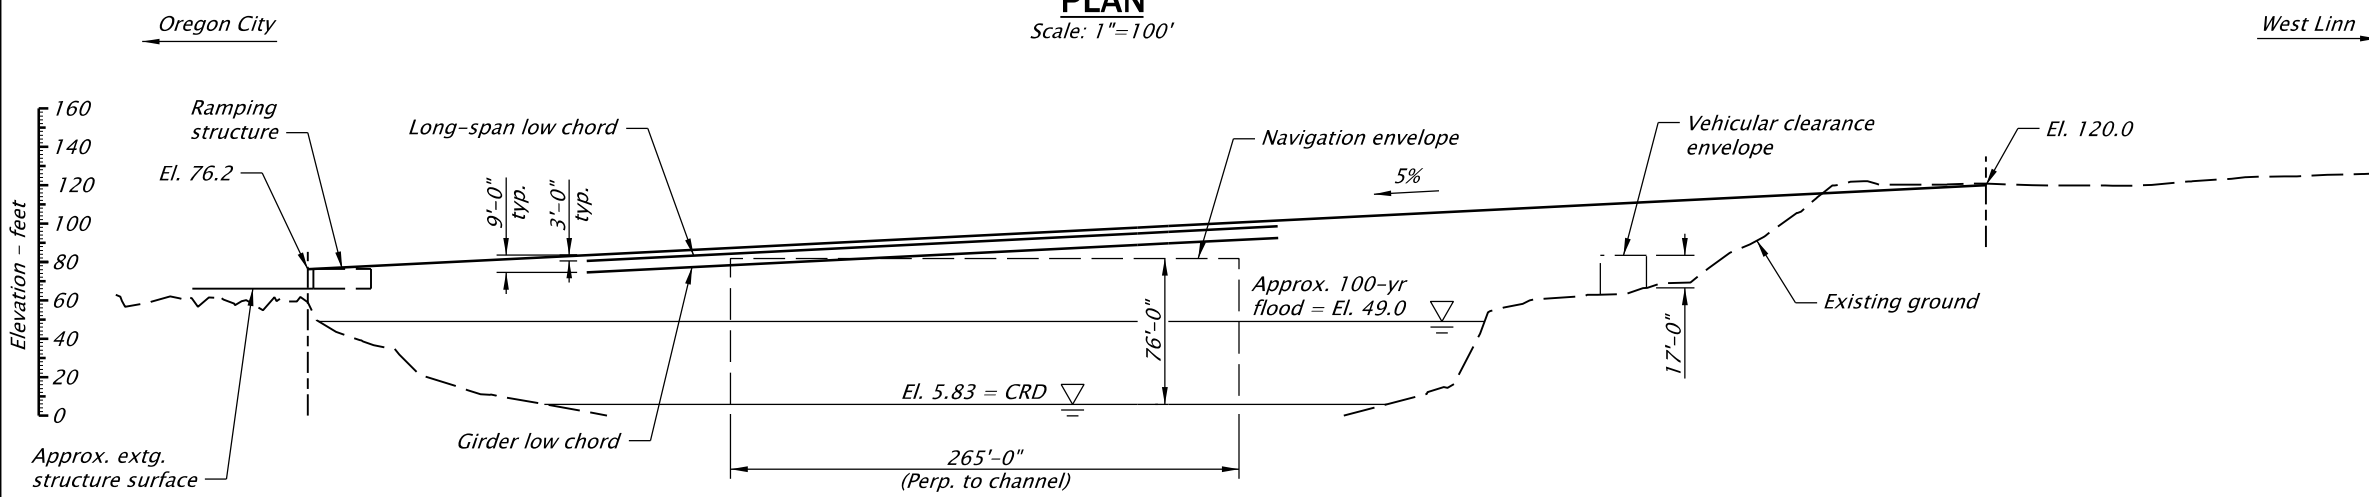 PLAN
Scale: 1"=100'
Oregon City
West Linn
160
140
120
100
80
60
40
20
0
Elevation - feet
Ramping
structure
El. 76.2
Long-span low chord
9'-0"
typ.
3'-0"
typ.
Navigation envelope
5%
Vehicular clearance
envelope
El. 120.0
Approx. 100-yr
flood = El. 49.0
76'-0"
17'-0"
Existing ground
El. 5.83 = CRD
Girder low chord
Approx. extg.
structure surface
265'-0"
(Perp. to channel)